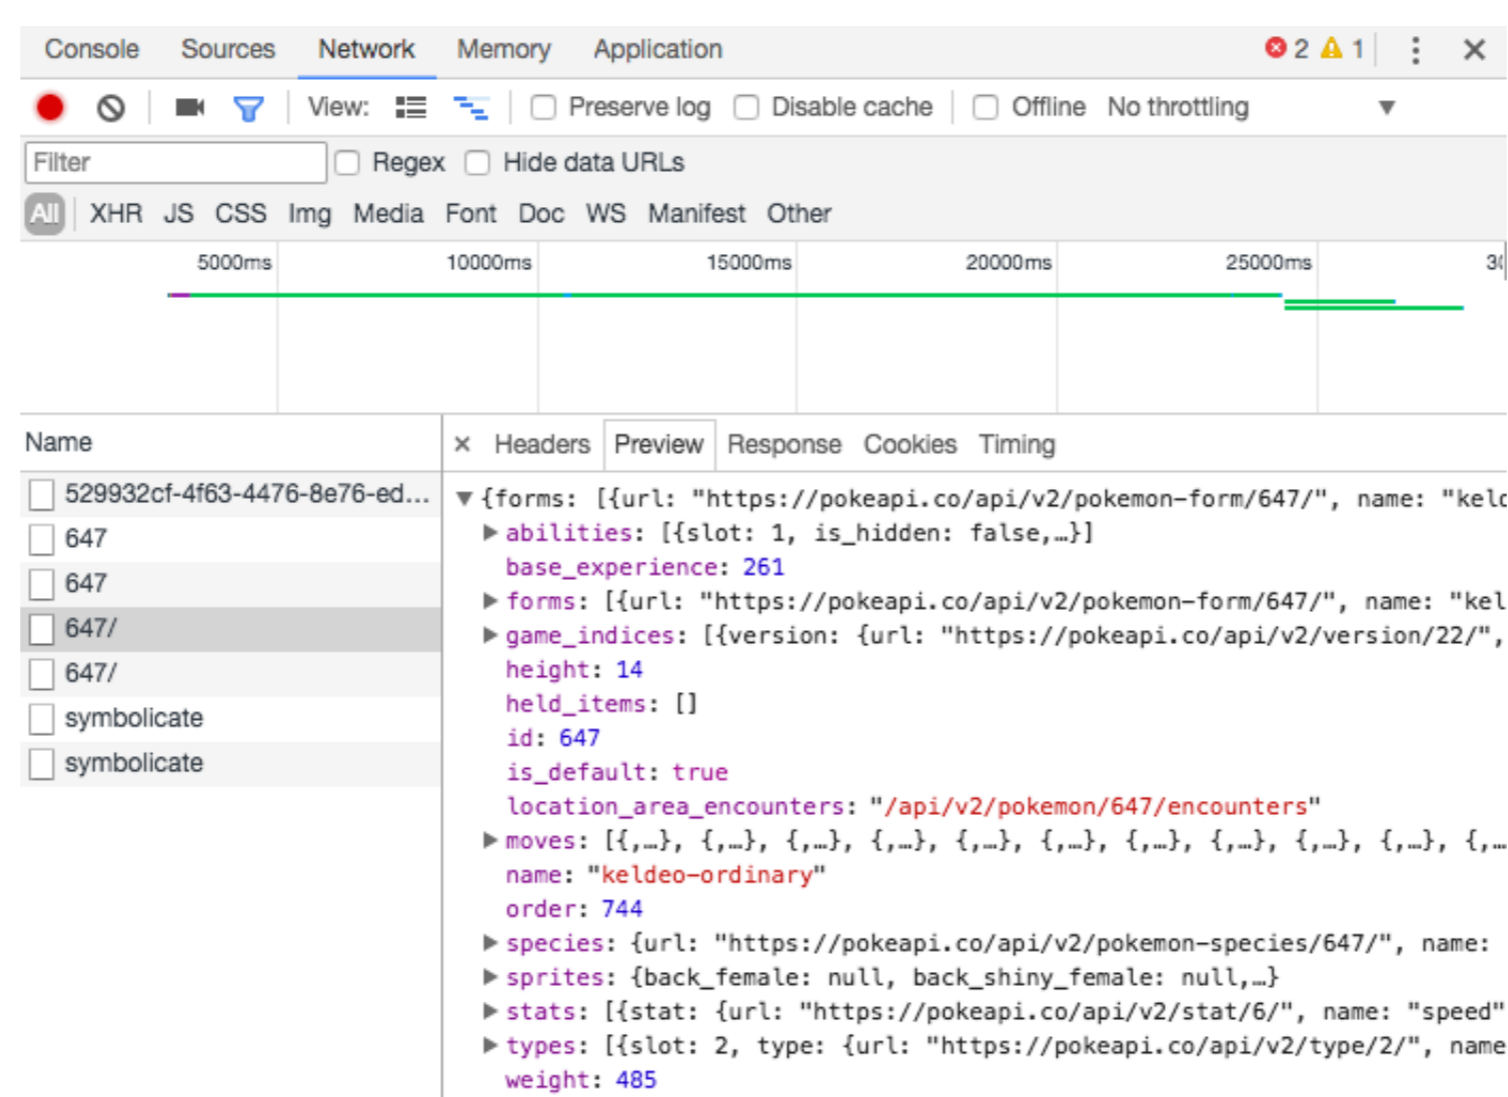 Console Sources Network Memory Application 2 1
View: Preserve log Disable cache Offline No throttling
Filter Regex Hide data URLs
All XHR JS CSS Img Media Font Doc WS Manifest Other
5000ms 10000ms 15000ms 20000ms 25000ms
Name
529932cf-4f63-4476-8e76-ed...
647
647
647/
647/
symbolicate
symbolicate
× Headers Preview Response Cookies Timing
▼{forms: [{url: "https://pokeapi.co/api/v2/pokemon-form/647/", name: "keld
▶abilities: [{slot: 1, is_hidden: false,…}]
base_experience: 261
▶forms: [{url: "https://pokeapi.co/api/v2/pokemon-form/647/", name: "kel
▶game_indices: [{version: {url: "https://pokeapi.co/api/v2/version/22/",
height: 14
held_items: []
id: 647
is_default: true
location_area_encounters: "/api/v2/pokemon/647/encounters"
▶moves: [{,…}, {,…}, {,…}, {,…}, {,…}, {,…}, {,…}, {,…}, {,…}, {,…}, {,…
name: "keldeo-ordinary"
order: 744
▶species: {url: "https://pokeapi.co/api/v2/pokemon-species/647/", name:
▶sprites: {back_female: null, back_shiny_female: null,…}
▶stats: [{stat: {url: "https://pokeapi.co/api/v2/stat/6/", name: "speed"
▶types: [{slot: 2, type: {url: "https://pokeapi.co/api/v2/type/2/", name
weight: 485